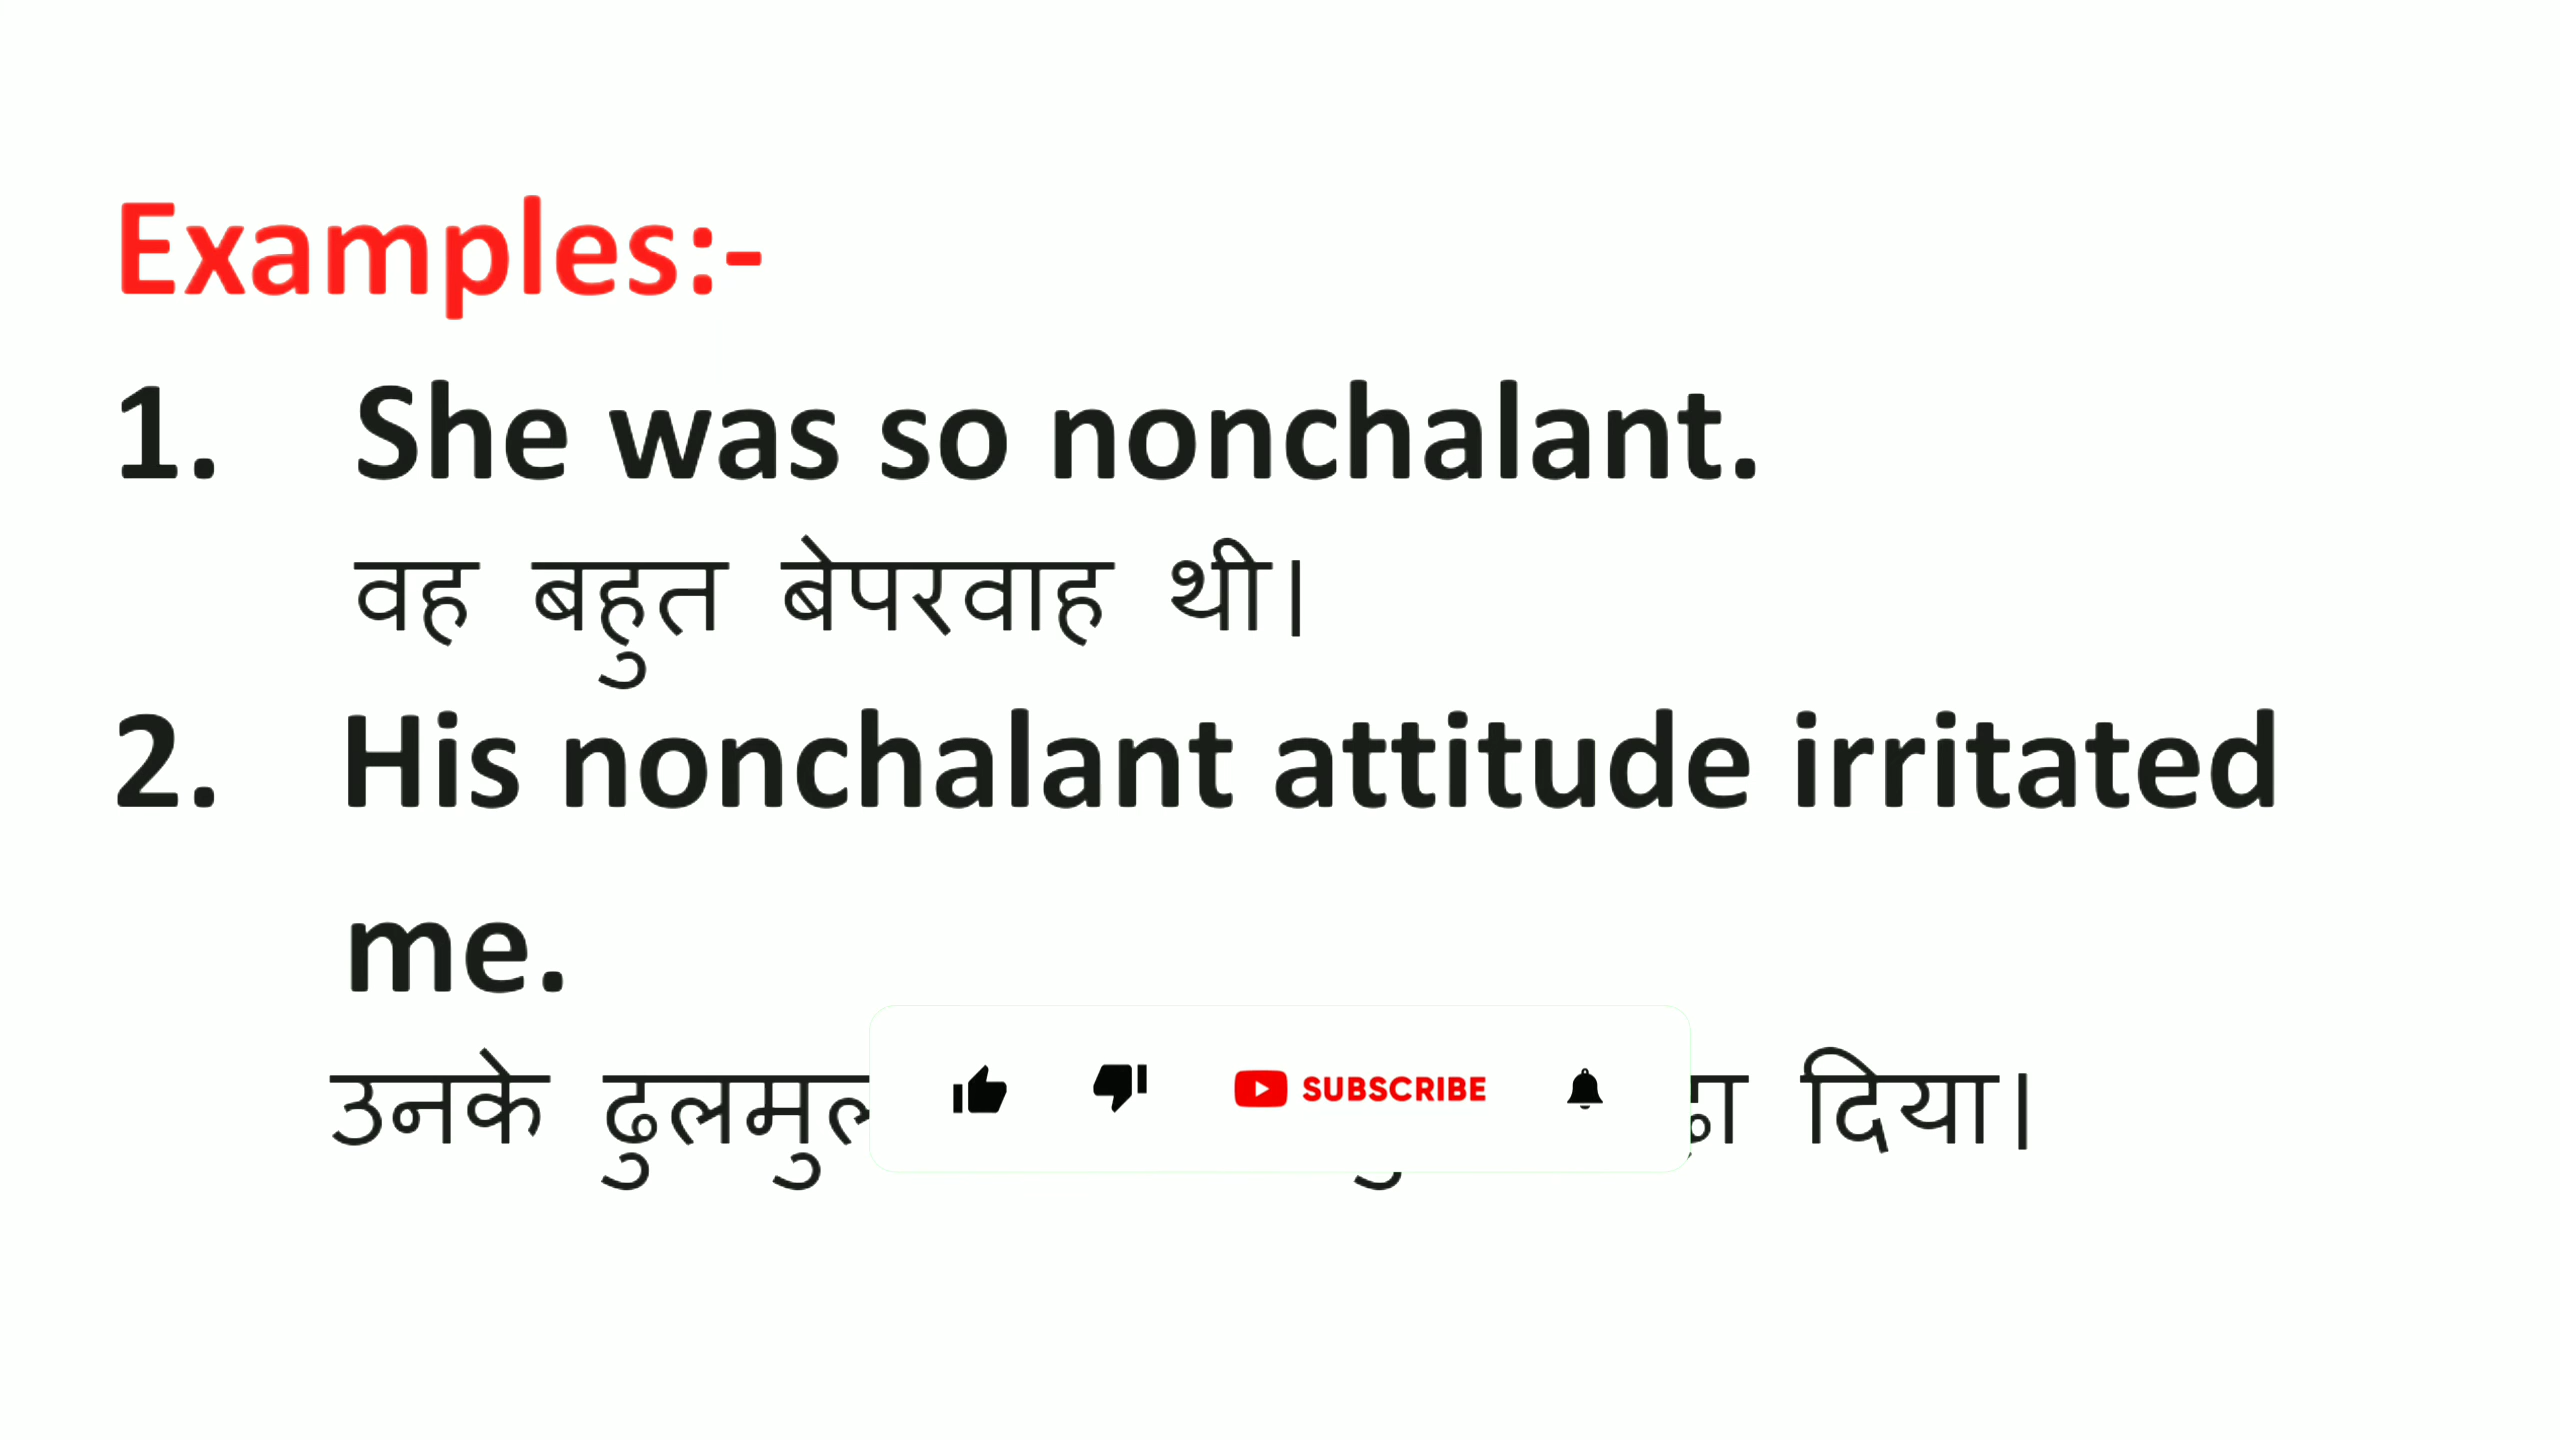 Examples:-
1. She was so nonchalant.
वह बहुत बेपरवाह थी।
2. His nonchalant attitude irritated
me.
उनके दिया।
SUBSCRIBE